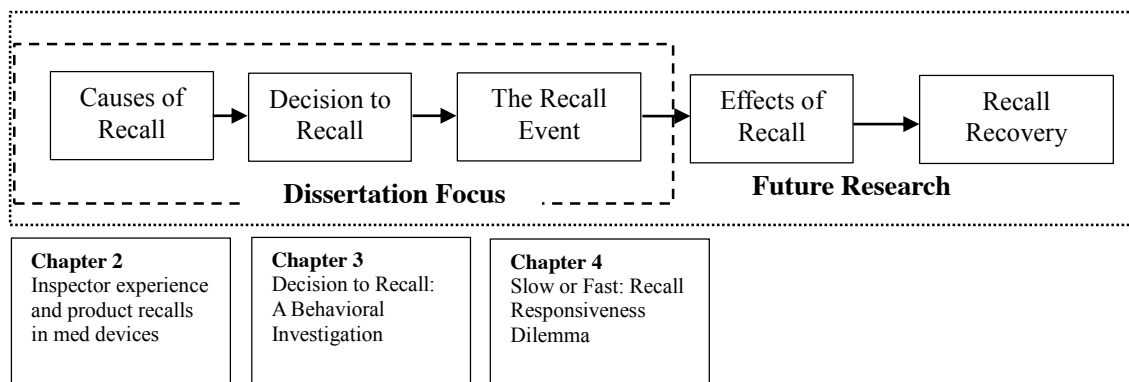 Causes of
Recall
Decision to
Recall
The Recall
Event
Effects of
Recall
Recall
Recovery
Dissertation Focus
Future Research
Chapter 2
Inspector experience
and product recalls
in med devices
Chapter 3
Decision to Recall:
A Behavioral
Investigation
Chapter 4
Slow or Fast: Recall
Responsiveness
Dilemma